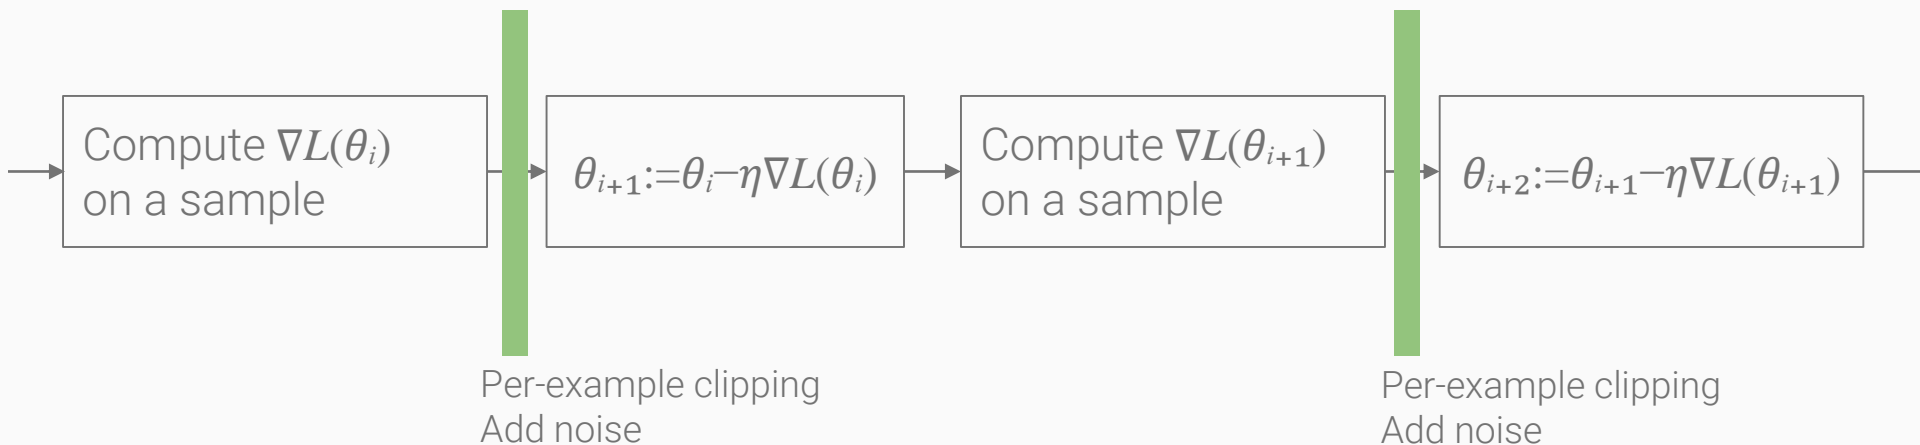 Compute ∇L(θᵢ)
on a sample
θᵢ₊₁:=θᵢ−η∇L(θᵢ)
Compute ∇L(θᵢ₊₁)
on a sample
θᵢ₊₂:=θᵢ₊₁−η∇L(θᵢ₊₁)
Per-example clipping
Add noise
Per-example clipping
Add noise